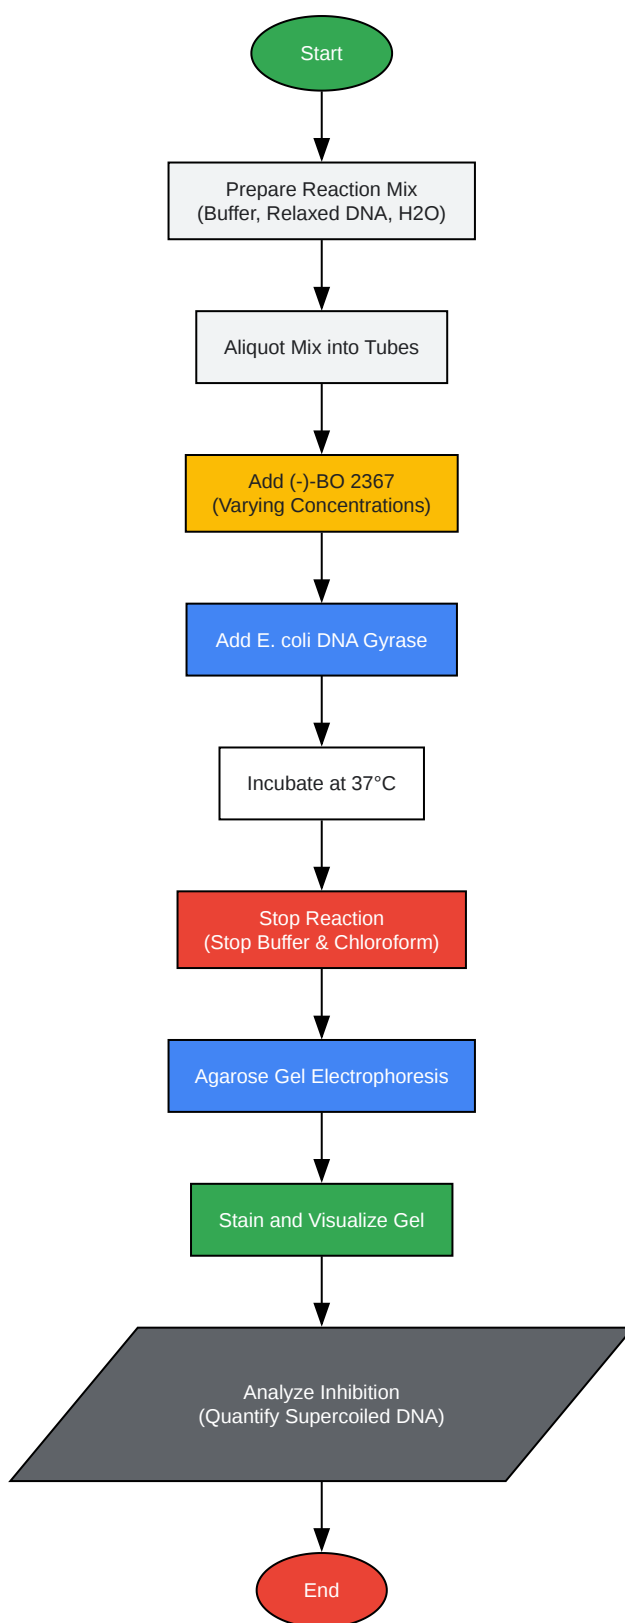 Start
Prepare Reaction Mix
(Buffer, Relaxed DNA, H2O)
Aliquot Mix into Tubes
Add (-)-BO 2367
(Varying Concentrations)
Add E. coli DNA Gyrase
Incubate at 37°C
Stop Reaction
(Stop Buffer & Chloroform)
Agarose Gel Electrophoresis
Stain and Visualize Gel
Analyze Inhibition
(Quantify Supercoiled DNA)
End